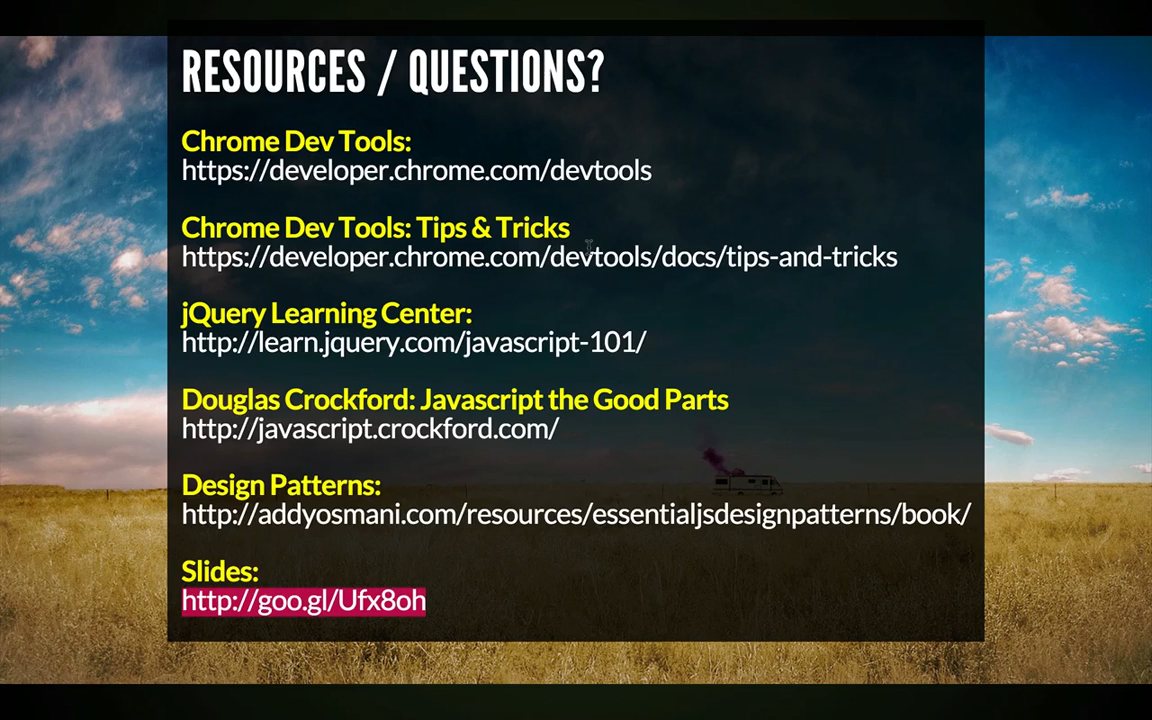 RESOURCES / QUESTIONS?
Chrome Dev Tools:
https://developer.chrome.com/devtools
Chrome Dev Tools: Tips & Tricks
https://developer.chrome.com/devtools/docs/tips-and-tricks
jQuery Learning Center:
http://learn.jquery.com/javascript-101/
Douglas Crockford: Javascript the Good Parts
http://javascript.crockford.com/
Design Patterns:
http://addyosmani.com/resources/essentialjsdesignpatterns/book/
Slides:
http://goo.gl/Ufx8oh